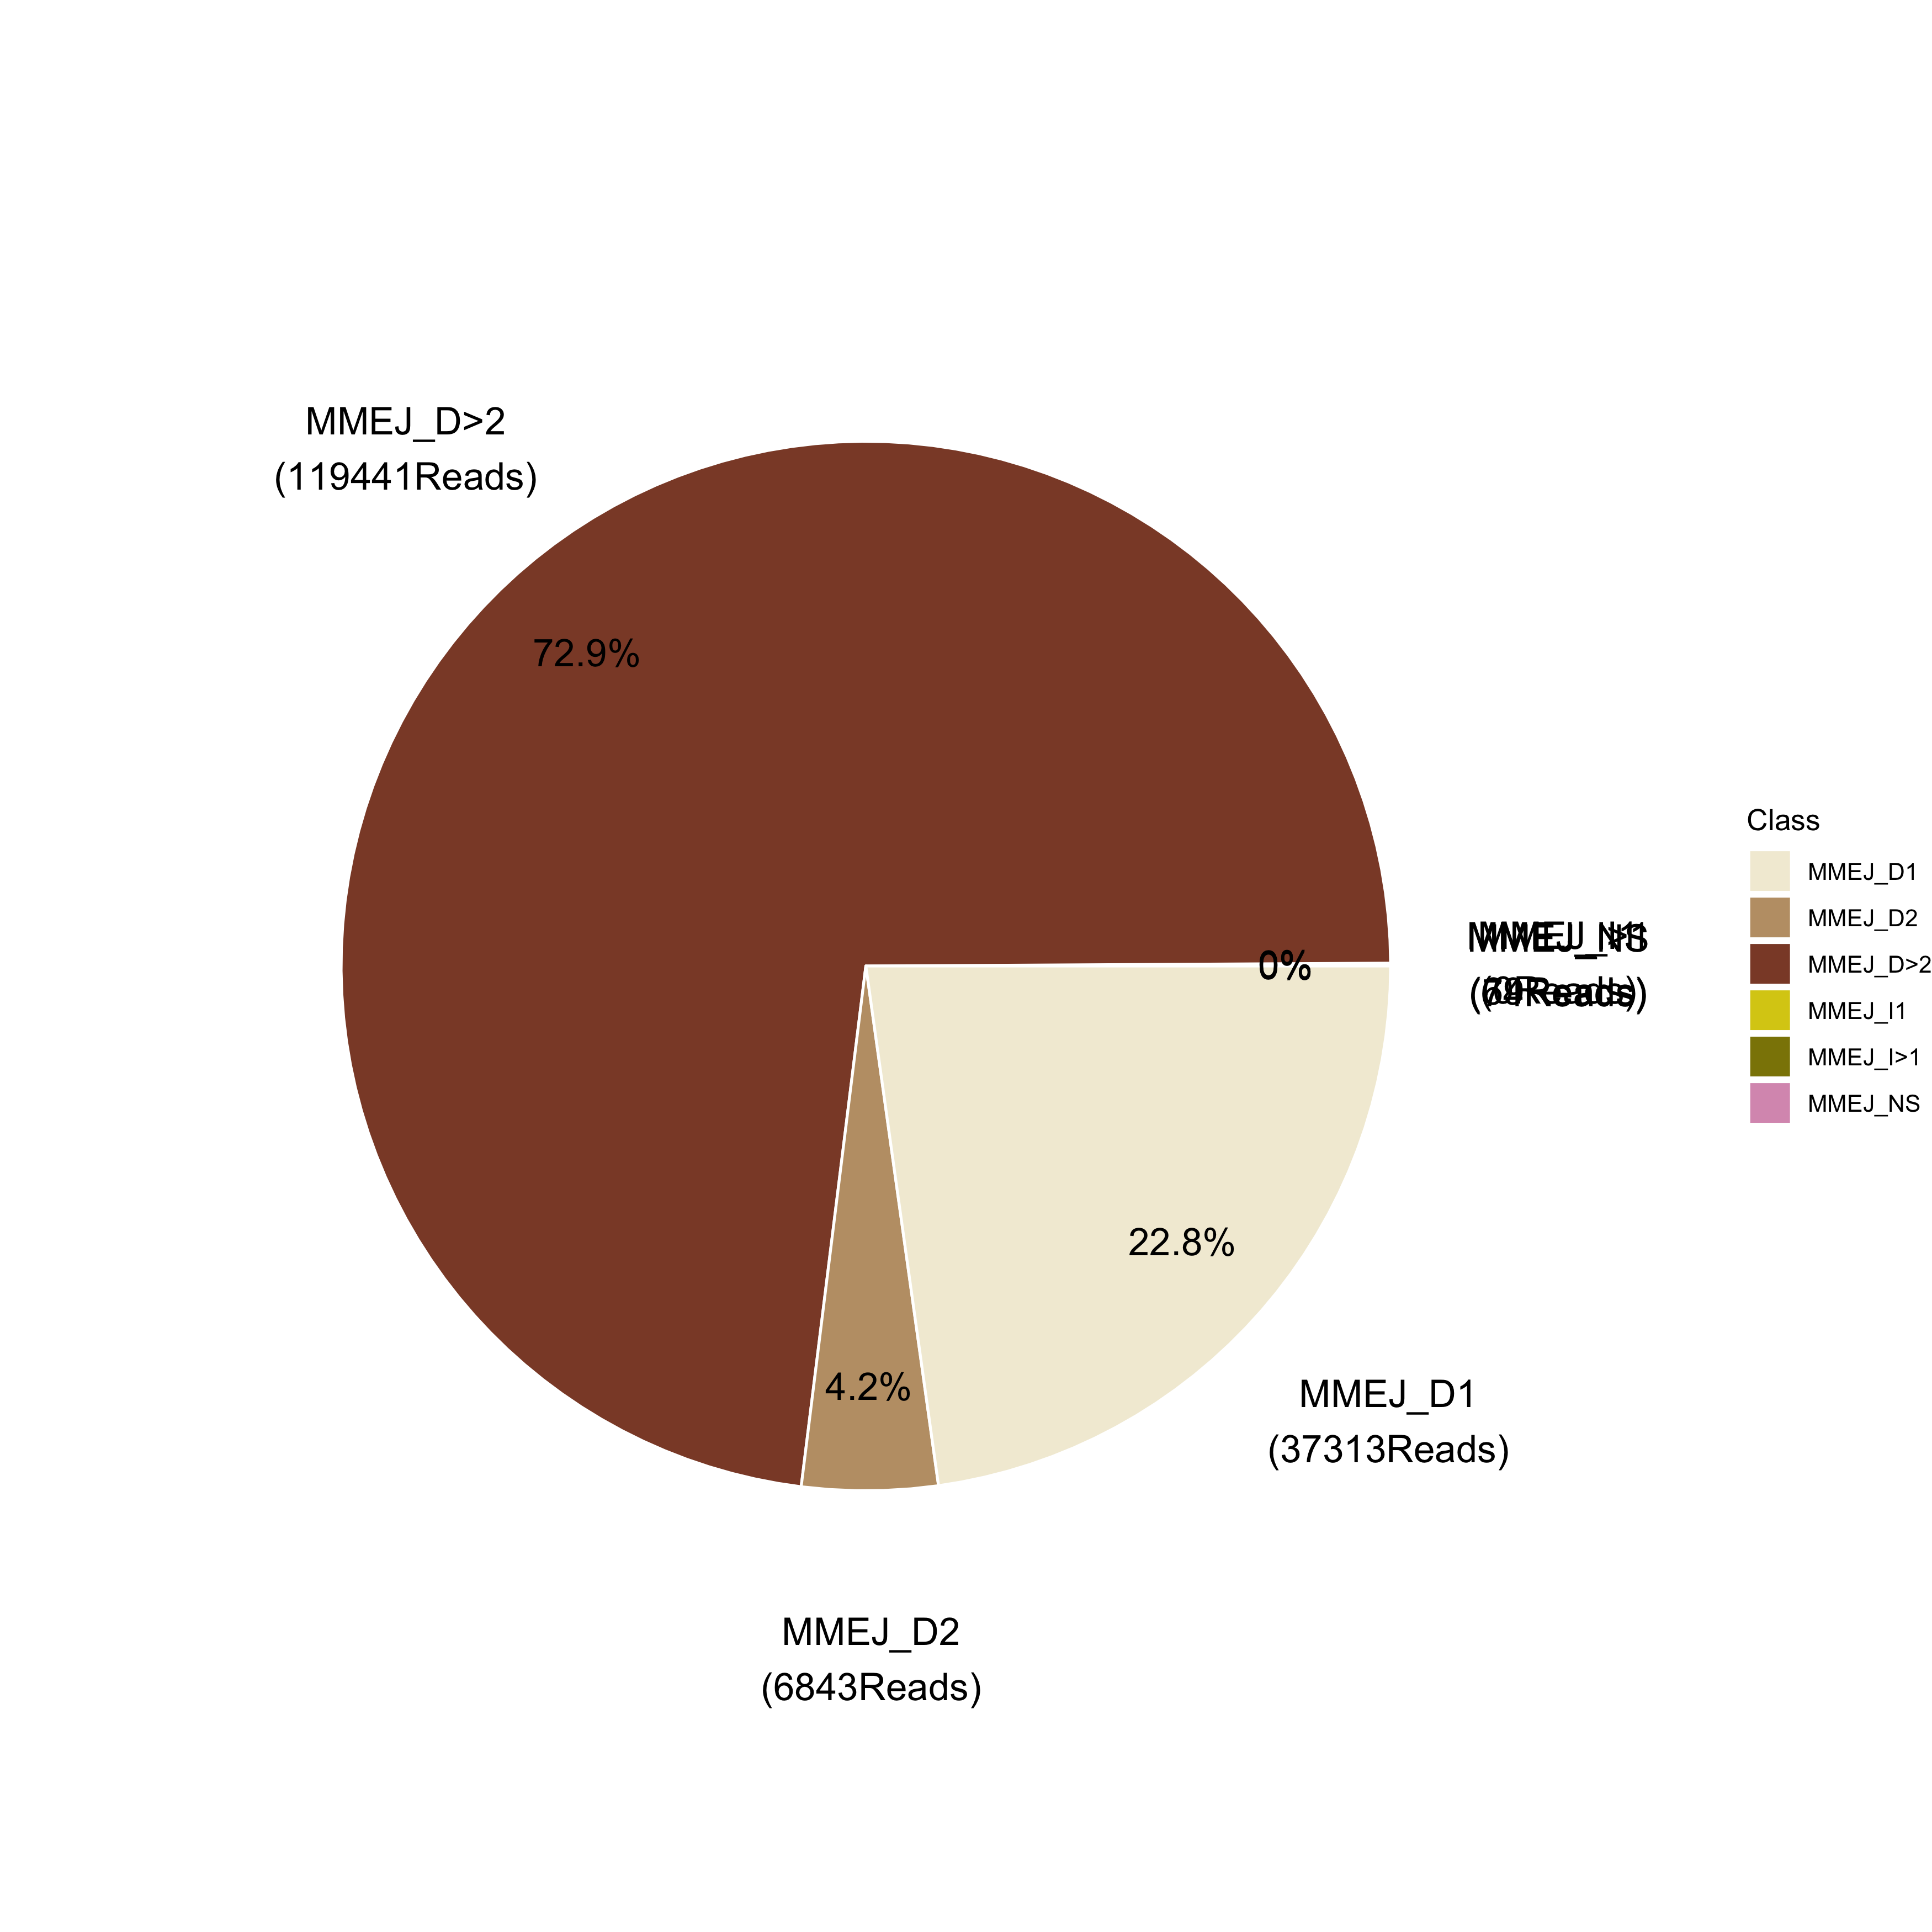 MMEJ_D>2
(119441Reads)
72.9%
0%
22.8%
4.2%
MMEJ_D1
(37313Reads)
MMEJ_D2
(6843Reads)
Class
MMEJ_D1
MMEJ_D2
MMEJ_D>2
MMEJ_I1
MMEJ_I>1
MMEJ_NS